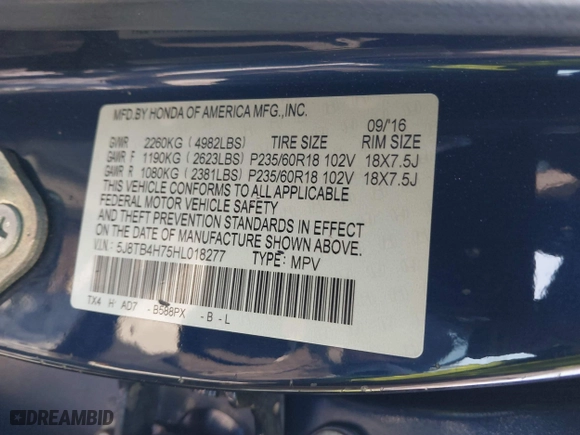 MFD.BY HONDA OF AMERICA MFG.,INC. 09/'16
GVWR 2260KG (4982LBS) TIRE SIZE RIM SIZE
GAWR F 1190KG (2623LBS) P235/60R18 102V 18X7.5J
GAWR R 1080KG (2381LBS) P235/60R18 102V 18X7.5J
THIS VEHICLE CONFORMS TO ALL APPLICABLE
FEDERAL MOTOR VEHICLE SAFETY
AND THEFT PREVENTION STANDARDS IN EFFECT
ON THE DATE OF MANUFACTURE SHOWN ABOVE.
V.I.N.: 5J8TB4H75HL018277 TYPE: MPV
TX4 H AD7 - B588PX - B - L
DREAMBID